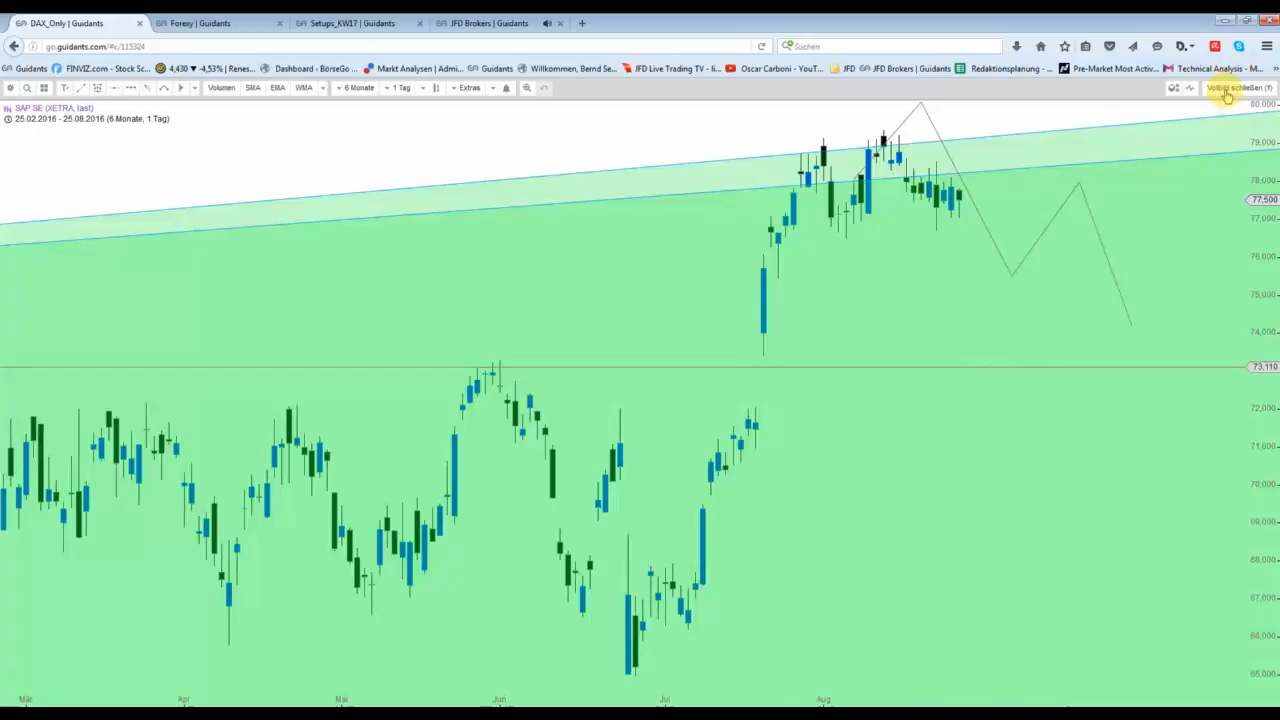 DAX_Only | Guidants
Forexy | Guidants
Setups_KW17 | Guidants
JFD Brokers | Guidants
go.guidants.com/#c/115324
Suchen
Guidants
FINVIZ.com - Stock Sc...
4,430 ▼ -4,53% | Renes...
Dashboard - BörseGo ...
Markt Analysen | Admi...
Guidants
Willkommen, Bernd Se...
JFD Live Trading TV - li...
Oscar Carboni - YouT...
JFD
JFD Brokers | Guidants
Redaktionsplanung - ...
Pre-Market Most Activ...
Technical Analysis - M...
Volumen
SMA
EMA
WMA
6 Monate
1 Tag
Extras
Vollbild schließen (f)
SAP SE (XETRA, last)
25.02.2016 - 25.08.2016 (6 Monate, 1 Tag)
80,000
79,000
78,000
77,500
77,000
76,000
75,000
74,000
73,110
72,000
71,000
70,000
69,000
68,000
67,000
66,000
65,000
Mär
Apr
Mai
Jun
Jul
Aug